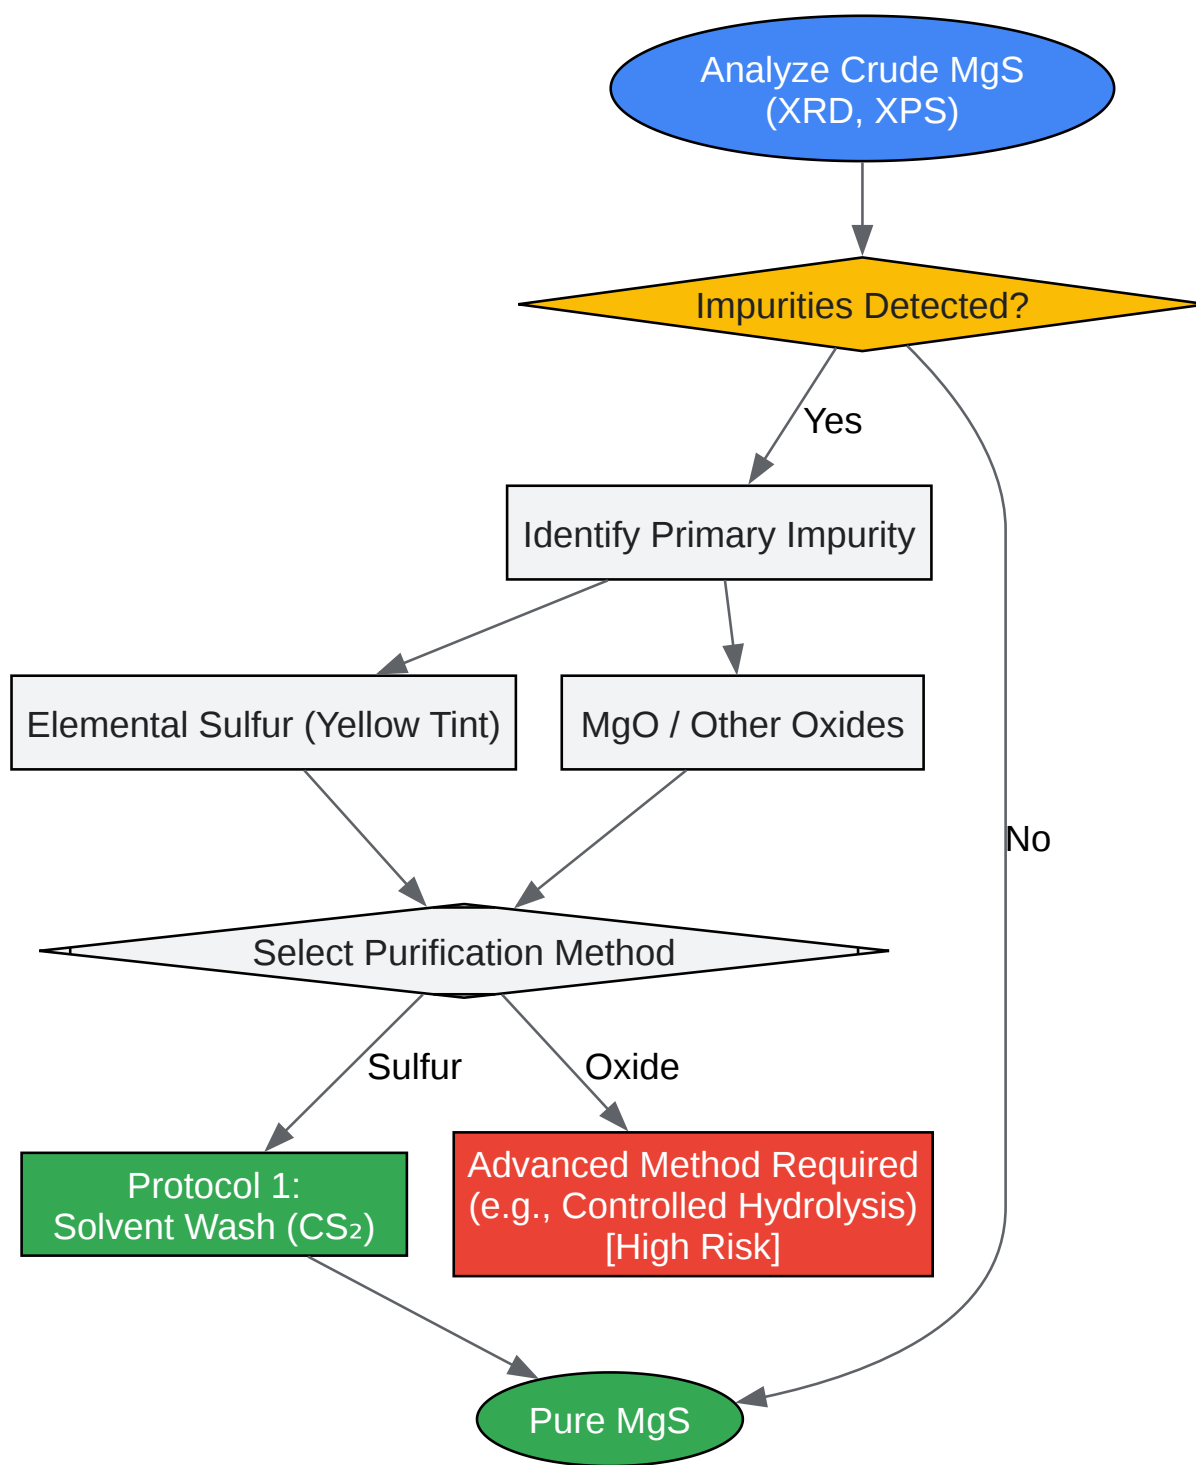 Analyze Crude MgS
(XRD, XPS)
Impurities Detected?
Yes
Identify Primary Impurity
Elemental Sulfur (Yellow Tint)
MgO / Other Oxides
No
Select Purification Method
Sulfur
Oxide
Protocol 1:
Solvent Wash (CS₂)
Advanced Method Required
(e.g., Controlled Hydrolysis)
[High Risk]
Pure MgS